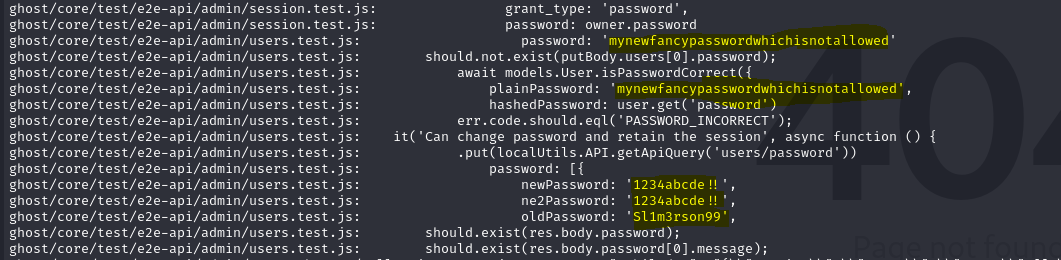 ghost/core/test/e2e-api/admin/session.test.js:                grant_type: 'password',
ghost/core/test/e2e-api/admin/session.test.js:                password: owner.password
ghost/core/test/e2e-api/admin/users.test.js:                    password: 'mynewfancypasswordwhichisnotallowed'
ghost/core/test/e2e-api/admin/users.test.js:        should.not.exist(putBody.users[0].password);
ghost/core/test/e2e-api/admin/users.test.js:            await models.User.isPasswordCorrect({
ghost/core/test/e2e-api/admin/users.test.js:                plainPassword: 'mynewfancypasswordwhichisnotallowed',
ghost/core/test/e2e-api/admin/users.test.js:                hashedPassword: user.get('password')
ghost/core/test/e2e-api/admin/users.test.js:            err.code.should.eql('PASSWORD_INCORRECT');
ghost/core/test/e2e-api/admin/users.test.js:    it('Can change password and retain the session', async function () {
ghost/core/test/e2e-api/admin/users.test.js:            .put(localUtils.API.getApiQuery('users/password'))
ghost/core/test/e2e-api/admin/users.test.js:                password: [{
ghost/core/test/e2e-api/admin/users.test.js:                    newPassword: '1234abcde!!',
ghost/core/test/e2e-api/admin/users.test.js:                    ne2Password: '1234abcde!!',
ghost/core/test/e2e-api/admin/users.test.js:                    oldPassword: 'Sl1m3rson99',
ghost/core/test/e2e-api/admin/users.test.js:        should.exist(res.body.password);
ghost/core/test/e2e-api/admin/users.test.js:        should.exist(res.body.password[0].message);
404
Page not found